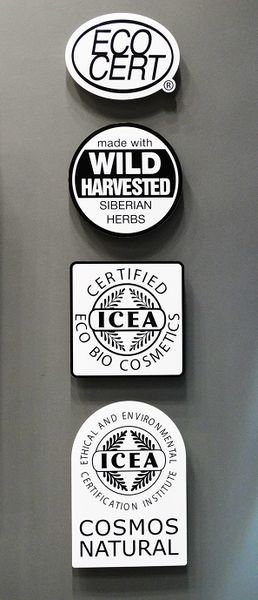 ECO
CERT
®
made with
WILD
HARVESTED
SIBERIAN
HERBS
CERTIFIED
ICEA
ECO BIO COSMETICS
ETHICAL AND ENVIRONMENTAL
ICEA
CERTIFICATION INSTITUTE
COSMOS
NATURAL